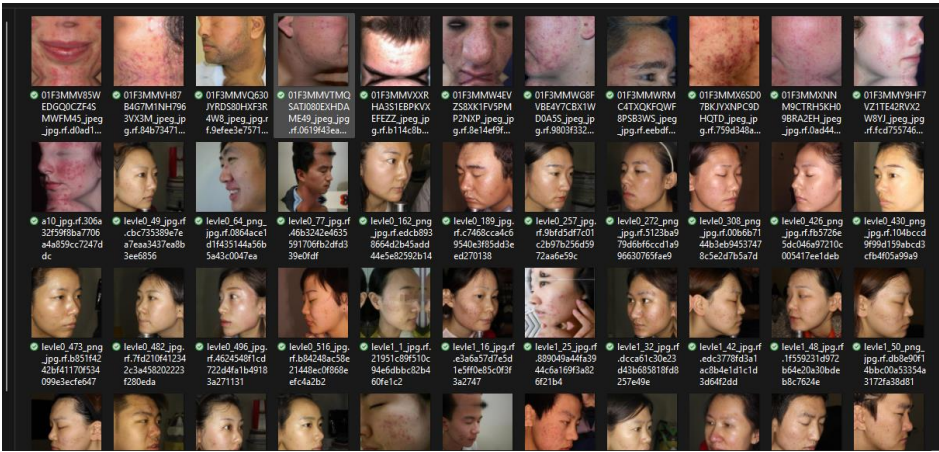 01F3MMV85W 01F3MMVH87 01F3MMVQ630 01F3MMVTMQ 01F3MMVXXR 01F3MMW4EV 01F3MMWG8F 01F3MMWRM 01F3MMX6SD0 01F3MMXNN 01F3MMY9HF7
EDGQ0CZF4S B4G7M1NH796 JYRDS80HXF3R SATJ080EXHDA HA3S1EBPKVX ZS8XK1FV5PM VBE4Y7CBX1W C4TXQKFQWF 7BKJYXNPC9D M9CTRH5KH0 VZ1TE42RVX2
MWFM45_jpeg 3VX3M_jpeg_jp 4W8_jpeg_jpg.r ME49_jpeg_jpg EFEZZ_jpeg_jp P2NXP_jpeg_jp D0A5S_jpeg_jp 8PSB3WS_jpeg HQTD_jpeg_jp 9BRA2EH_jpeg W8YJ_jpeg_jpg
_jpg.rf.d0ad1... g.rf.84b73471... f.9efee3e7571... .rf.0619f43ea... g.rf.b114c8b... g.rf.8e14ef9f... g.rf.9803f332... _jpg.rf.eebdf... g.rf.759d348a... _jpg.rf.0ad44... .rf.fcd755746...
a10_jpg.rf.306a levle0_49_jpg.rf levle0_64_png_ levle0_77_jpg.rf levle0_162_png levle0_189_jpg. levle0_257_jpg. levle0_272_png levle0_308_png levle0_426_png levle0_430_png
32f59f8ba7706 .cbc735389e7e jpg.rf.0864ace1 .46b3242e4635 _jpg.rf.edcb893 rf.c7468cca4c6 rf.9bfd5df7c01 _jpg.rf.5123ba9 _jpg.rf.00b6b71 _jpg.rf.fb5726e _jpg.rf.104bccd
a4a859cc7247d a7eaa3437ea8b d1f435144a56b 591706fb2dfd3 8664d2b45add 9540e3f85dd3e c2b97b256d59 79d6bf6ccd1a9 44b3eb9453747 5dc046a97210c 9f99d159abcd3
dc 3ee6856 5a43c0047ea 39e0fdf 44e5e82592b14 ed270138 72aa6e59c 96630765fae9 8c5e2d7b5a7d 005417ee1deb cfb4f05a99a9
levle0_473_png levle0_482_jpg. levle0_496_jpg. levle0_516_jpg. levle1_1_jpg.rf. levle1_16_jpg.rf levle1_25_jpg.rf levle1_32_jpg.rf levle1_42_jpg.rf levle1_48_jpg.rf levle1_50_png_
_jpg.rf.b851f42 rf.7fd210f41234 rf.4624548f1cd rf.b84248ac58e 21951c89f510c .e3a6a57d7e5d .889049a44fa39 .dcca61c30e23 .edc3778fd3a1 .1f559231d972 jpg.rf.db8e90f1
42bf41170f534 2c3a458202223 722d4fa1b4918 21448ec0f868e 94e6dbbc82b4 1e5ff0e85c0f3f 44c6a169f3a82 d43b685818fd8 ac8b4e1d1c1d b64e20a30bde 4bbc00a53354a
099e3ecfe647 f280eda 3a271131 efc4a2b2 60fe1c2 3a2747 6f21b4 257e49e 3d64f2dd b8c7624e 3172fa38d81